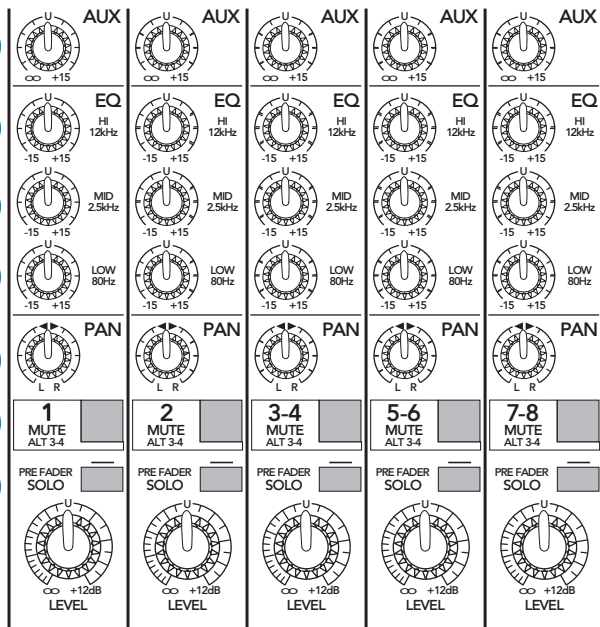 AUX AUX AUX AUX AUX
U U U U U
∞ +15 ∞ +15 ∞ +15 ∞ +15 ∞ +15
EQ EQ EQ EQ EQ
U U U U U
HI HI HI HI HI
12kHz 12kHz 12kHz 12kHz 12kHz
-15 +15 -15 +15 -15 +15 -15 +15 -15 +15
U U U U U
MID MID MID MID MID
2.5kHz 2.5kHz 2.5kHz 2.5kHz 2.5kHz
-15 +15 -15 +15 -15 +15 -15 +15 -15 +15
U U U U U
LOW LOW LOW LOW LOW
80Hz 80Hz 80Hz 80Hz 80Hz
-15 +15 -15 +15 -15 +15 -15 +15 -15 +15
PAN PAN PAN PAN PAN
L R L R L R L R L R
1 2 3-4 5-6 7-8
MUTE MUTE MUTE MUTE MUTE
ALT 3-4 ALT 3-4 ALT 3-4 ALT 3-4 ALT 3-4
PRE FADER PRE FADER PRE FADER PRE FADER PRE FADER
SOLO SOLO SOLO SOLO SOLO
U U U U U
∞ +12dB ∞ +12dB ∞ +12dB ∞ +12dB ∞ +12dB
LEVEL LEVEL LEVEL LEVEL LEVEL